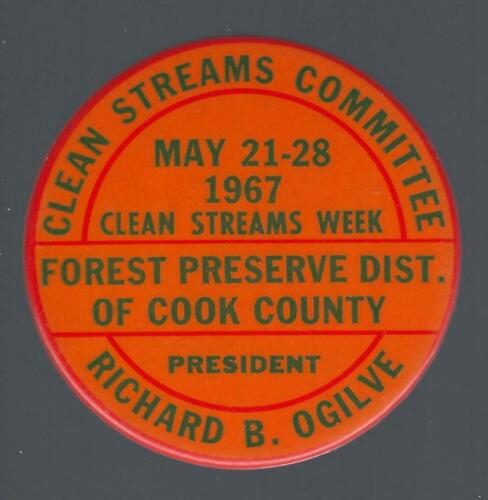 CLEAN STREAMS COMMITTEE
MAY 21-28
1967
CLEAN STREAMS WEEK
FOREST PRESERVE DIST.
OF COOK COUNTY
PRESIDENT
RICHARD B. OGILVE